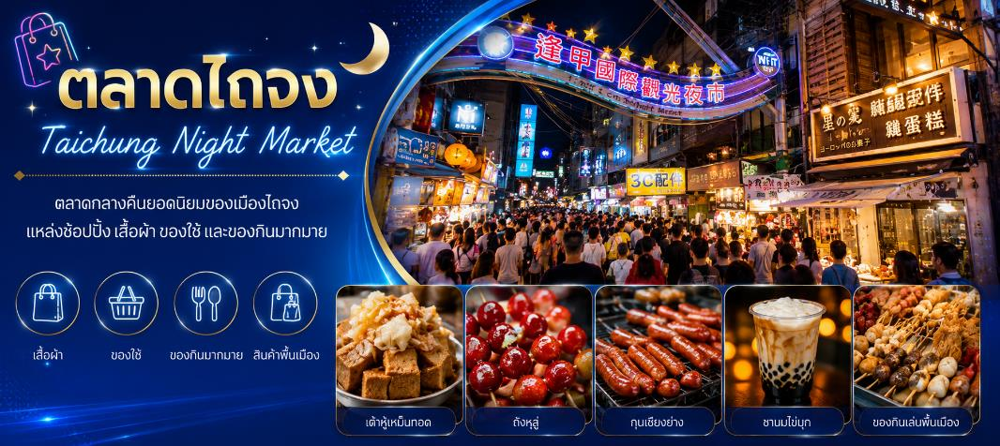 ตลาดไถจง
Taichung Night Market
ตลาดกลางคืนยอดนิยมของเมืองไถจง
แหล่งช้อปปิ้ง เสื้อผ้า ของใช้ และของกินมากมาย
เสื้อผ้า
ของใช้
ของกินมากมาย
สินค้าพื้นเมือง
逢甲國際觀光夜市
3C配件
星の
雞蛋糕
เต้าหู้เหม็นทอด
ถังหูลู่
กุนเชียงย่าง
ชานมไข่มุก
ของกินเล่นพื้นเมือง